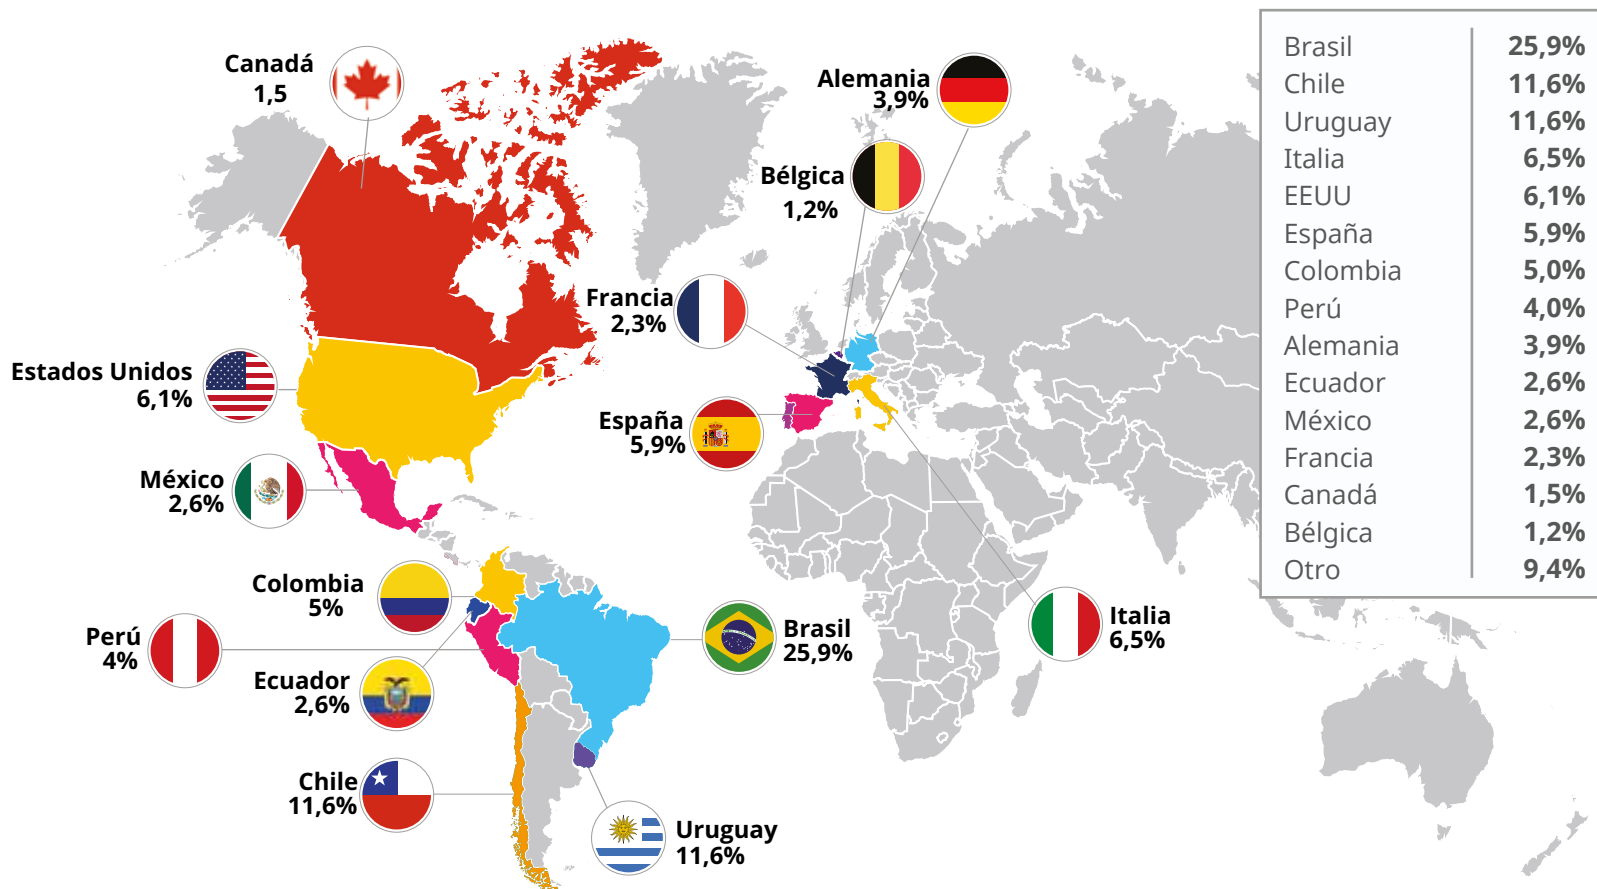 Canadá
1,5
Alemania
3,9%
Bélgica
1,2%
Francia
2,3%
Estados Unidos
6,1%
España
5,9%
México
2,6%
Colombia
5%
Perú
4%
Ecuador
2,6%
Brasil
25,9%
Italia
6,5%
Chile
11,6%
Uruguay
11,6%
Brasil 25,9%
Chile 11,6%
Uruguay 11,6%
Italia 6,5%
EEUU 6,1%
España 5,9%
Colombia 5,0%
Perú 4,0%
Alemania 3,9%
Ecuador 2,6%
México 2,6%
Francia 2,3%
Canadá 1,5%
Bélgica 1,2%
Otro 9,4%